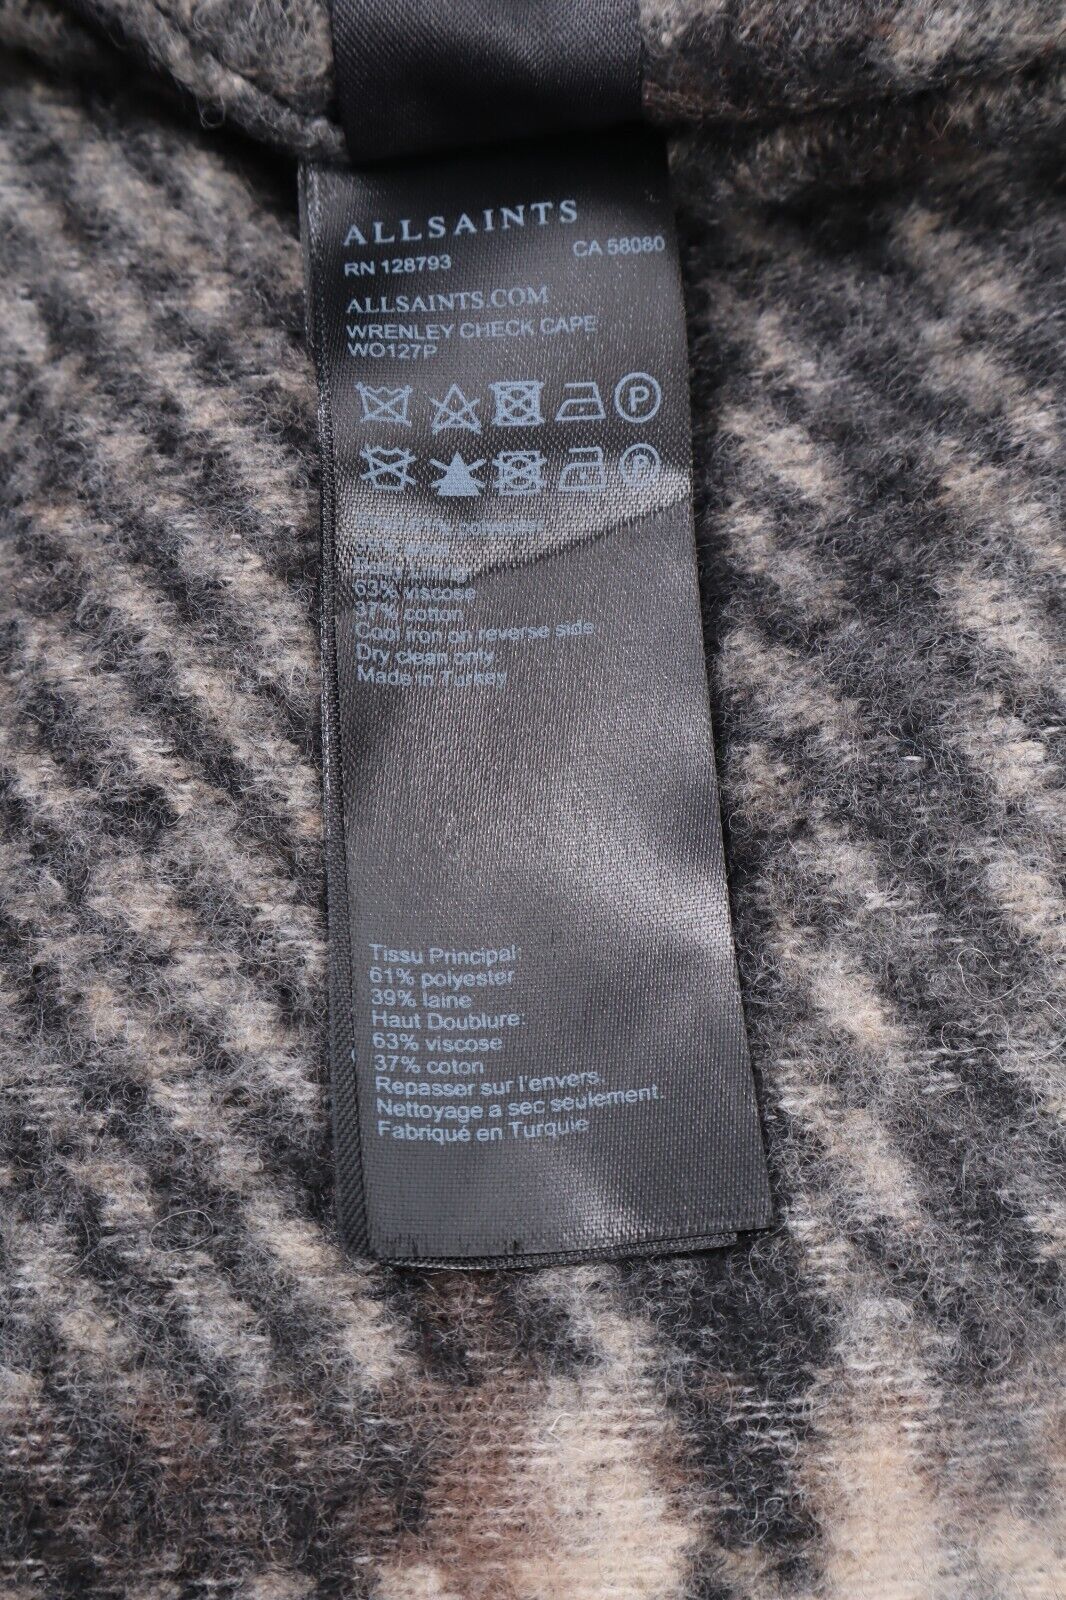 ALLSAINTS
RN 128793 CA 58080
ALLSAINTS.COM
WRENLEY CHECK CAPE
WO127P
P
P
63% viscose
37% cotton
Cool iron on reverse side
Dry clean only
Made in Turkey
Tissu Principal:
61% polyester
39% laine
Haut Doublure:
63% viscose
37% coton
Repasser sur l'envers.
Nettoyage a sec seulement.
Fabriqué en Turquie